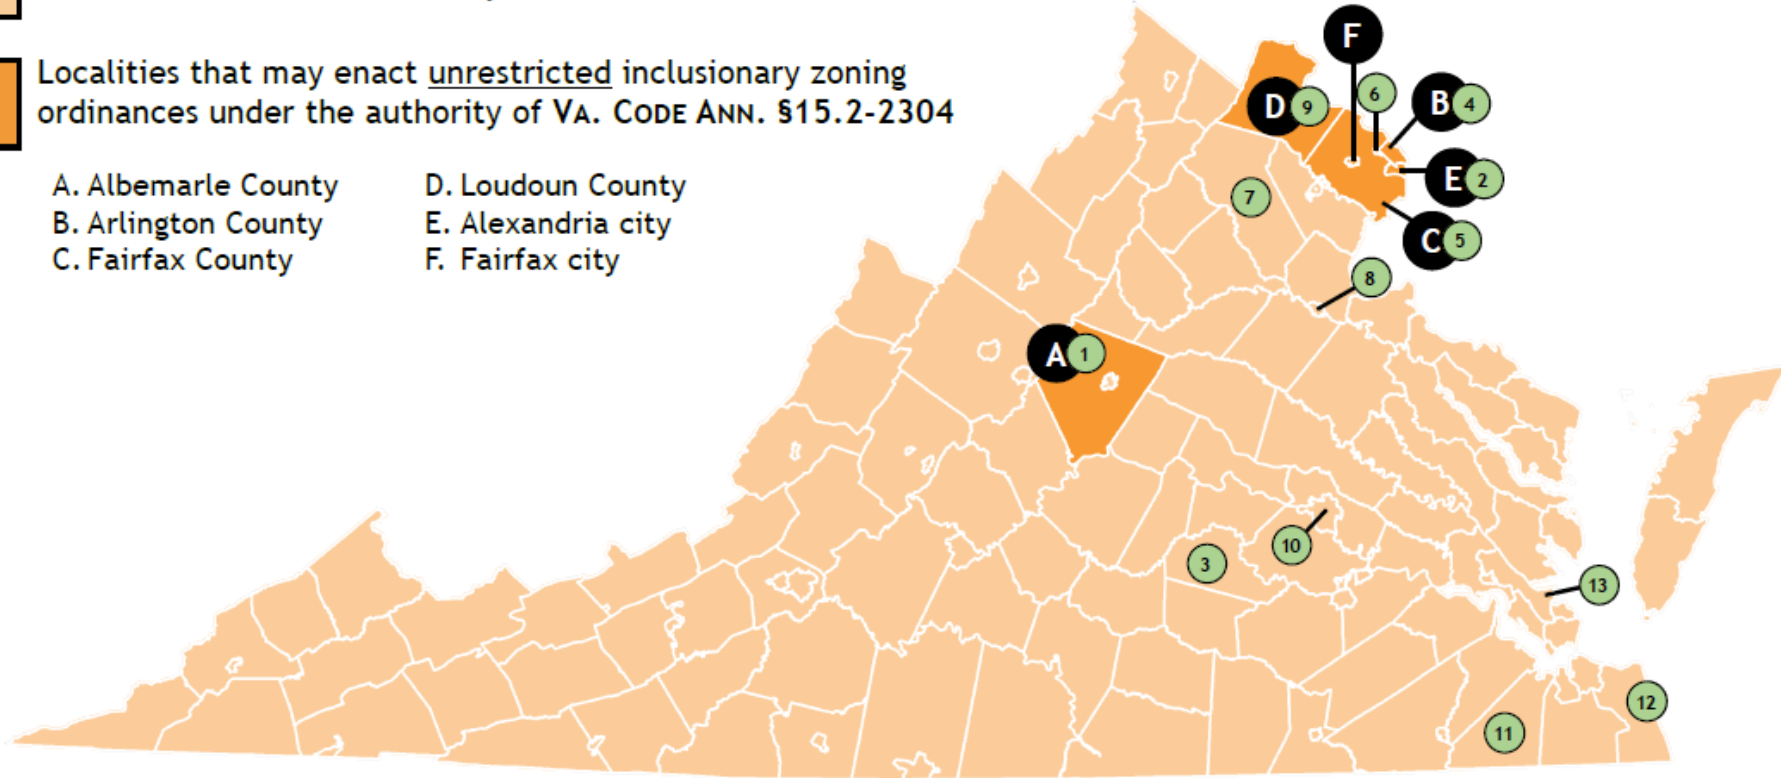 Localities that may enact unrestricted inclusionary zoning
ordinances under the authority of VA. CODE ANN. §15.2-2304
A. Albemarle County
B. Arlington County
C. Fairfax County
D. Loudoun County
E. Alexandria city
F. Fairfax city
F
D 9
6
B 4
E 2
7
C 5
8
A 1
10
3
13
12
11